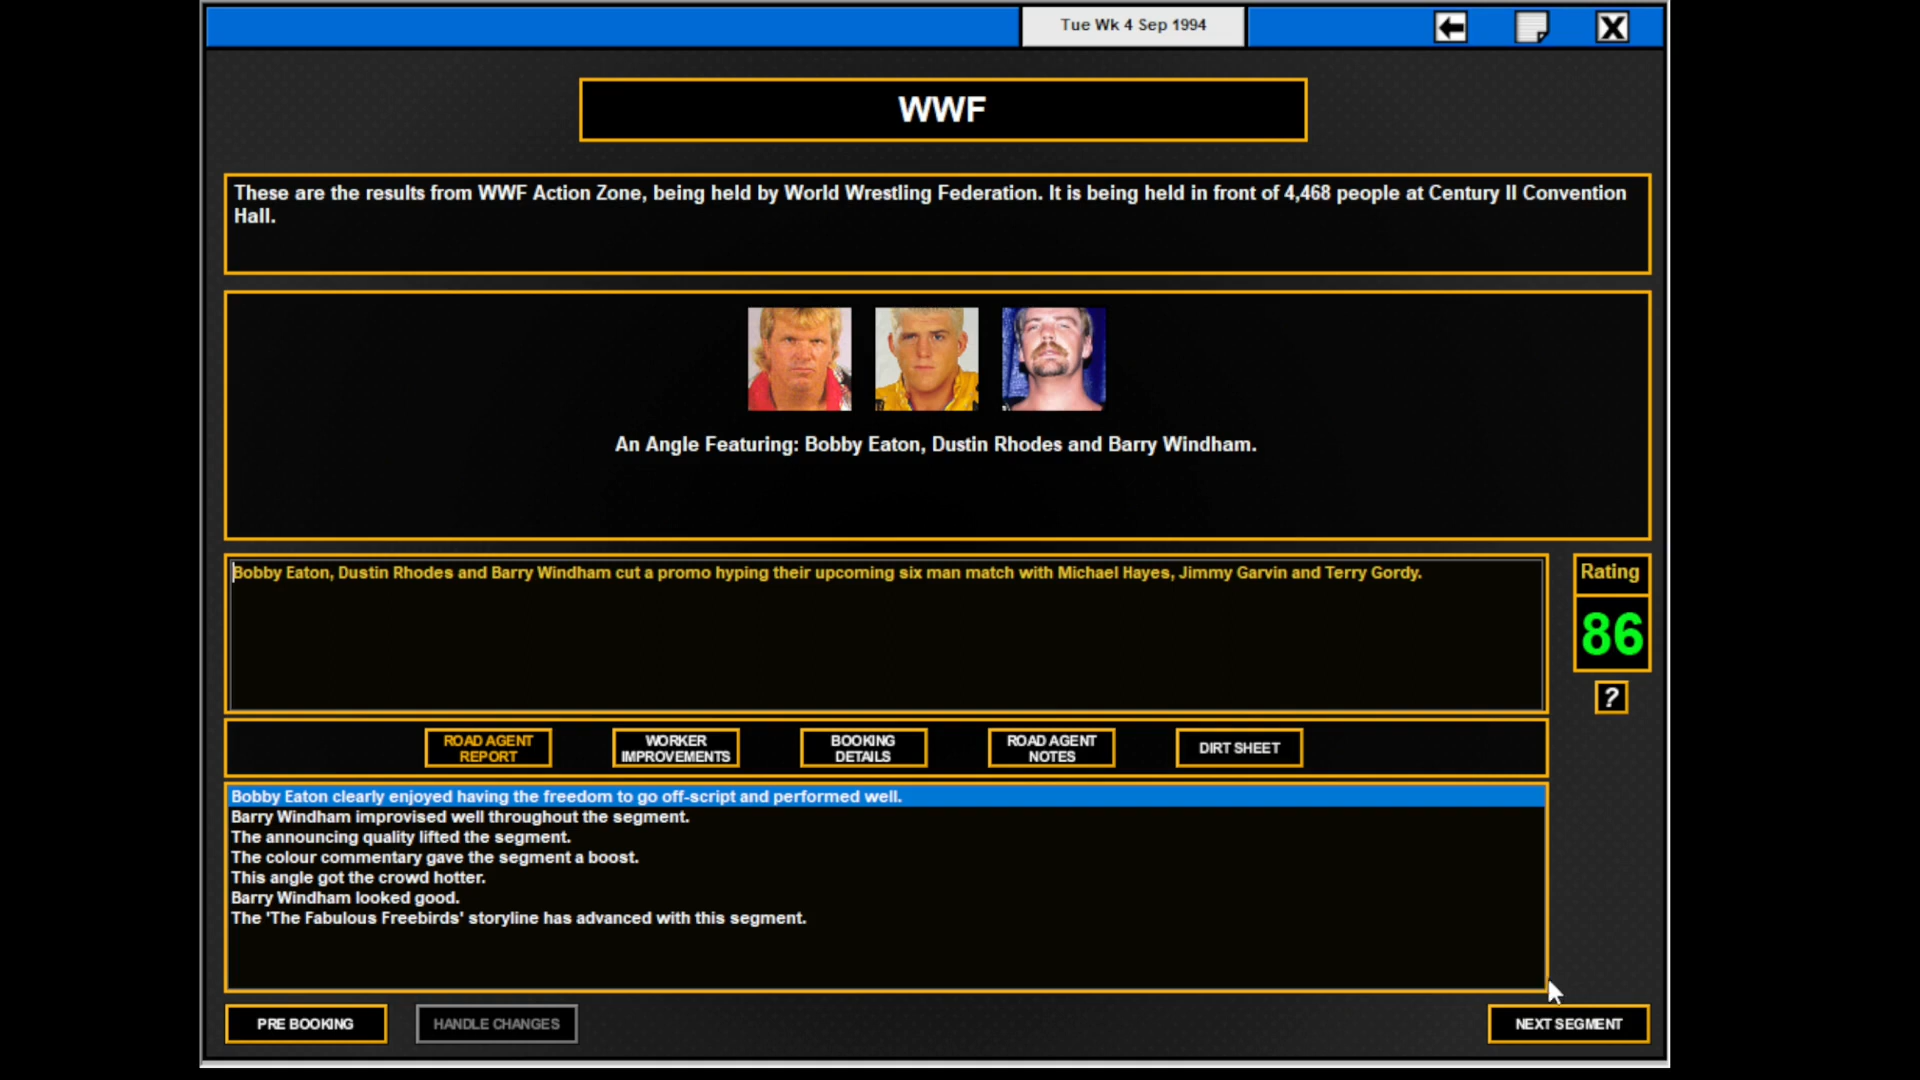 Tue Wk 4 Sep 1994
WWF
These are the results from WWF Action Zone, being held by World Wrestling Federation. It is being held in front of 4,468 people at Century II Convention
Hall.
An Angle Featuring: Bobby Eaton, Dustin Rhodes and Barry Windham.
Bobby Eaton, Dustin Rhodes and Barry Windham cut a promo hyping their upcoming six man match with Michael Hayes, Jimmy Garvin and Terry Gordy.
Rating
86
?
ROAD AGENT
REPORT
WORKER
IMPROVEMENTS
BOOKING
DETAILS
ROAD AGENT
NOTES
DIRT SHEET
Bobby Eaton clearly enjoyed having the freedom to go off-script and performed well.
Barry Windham improvised well throughout the segment.
The announcing quality lifted the segment.
The colour commentary gave the segment a boost.
This angle got the crowd hotter.
Barry Windham looked good.
The 'The Fabulous Freebirds' storyline has advanced with this segment.
PRE BOOKING
HANDLE CHANGES
NEXT SEGMENT